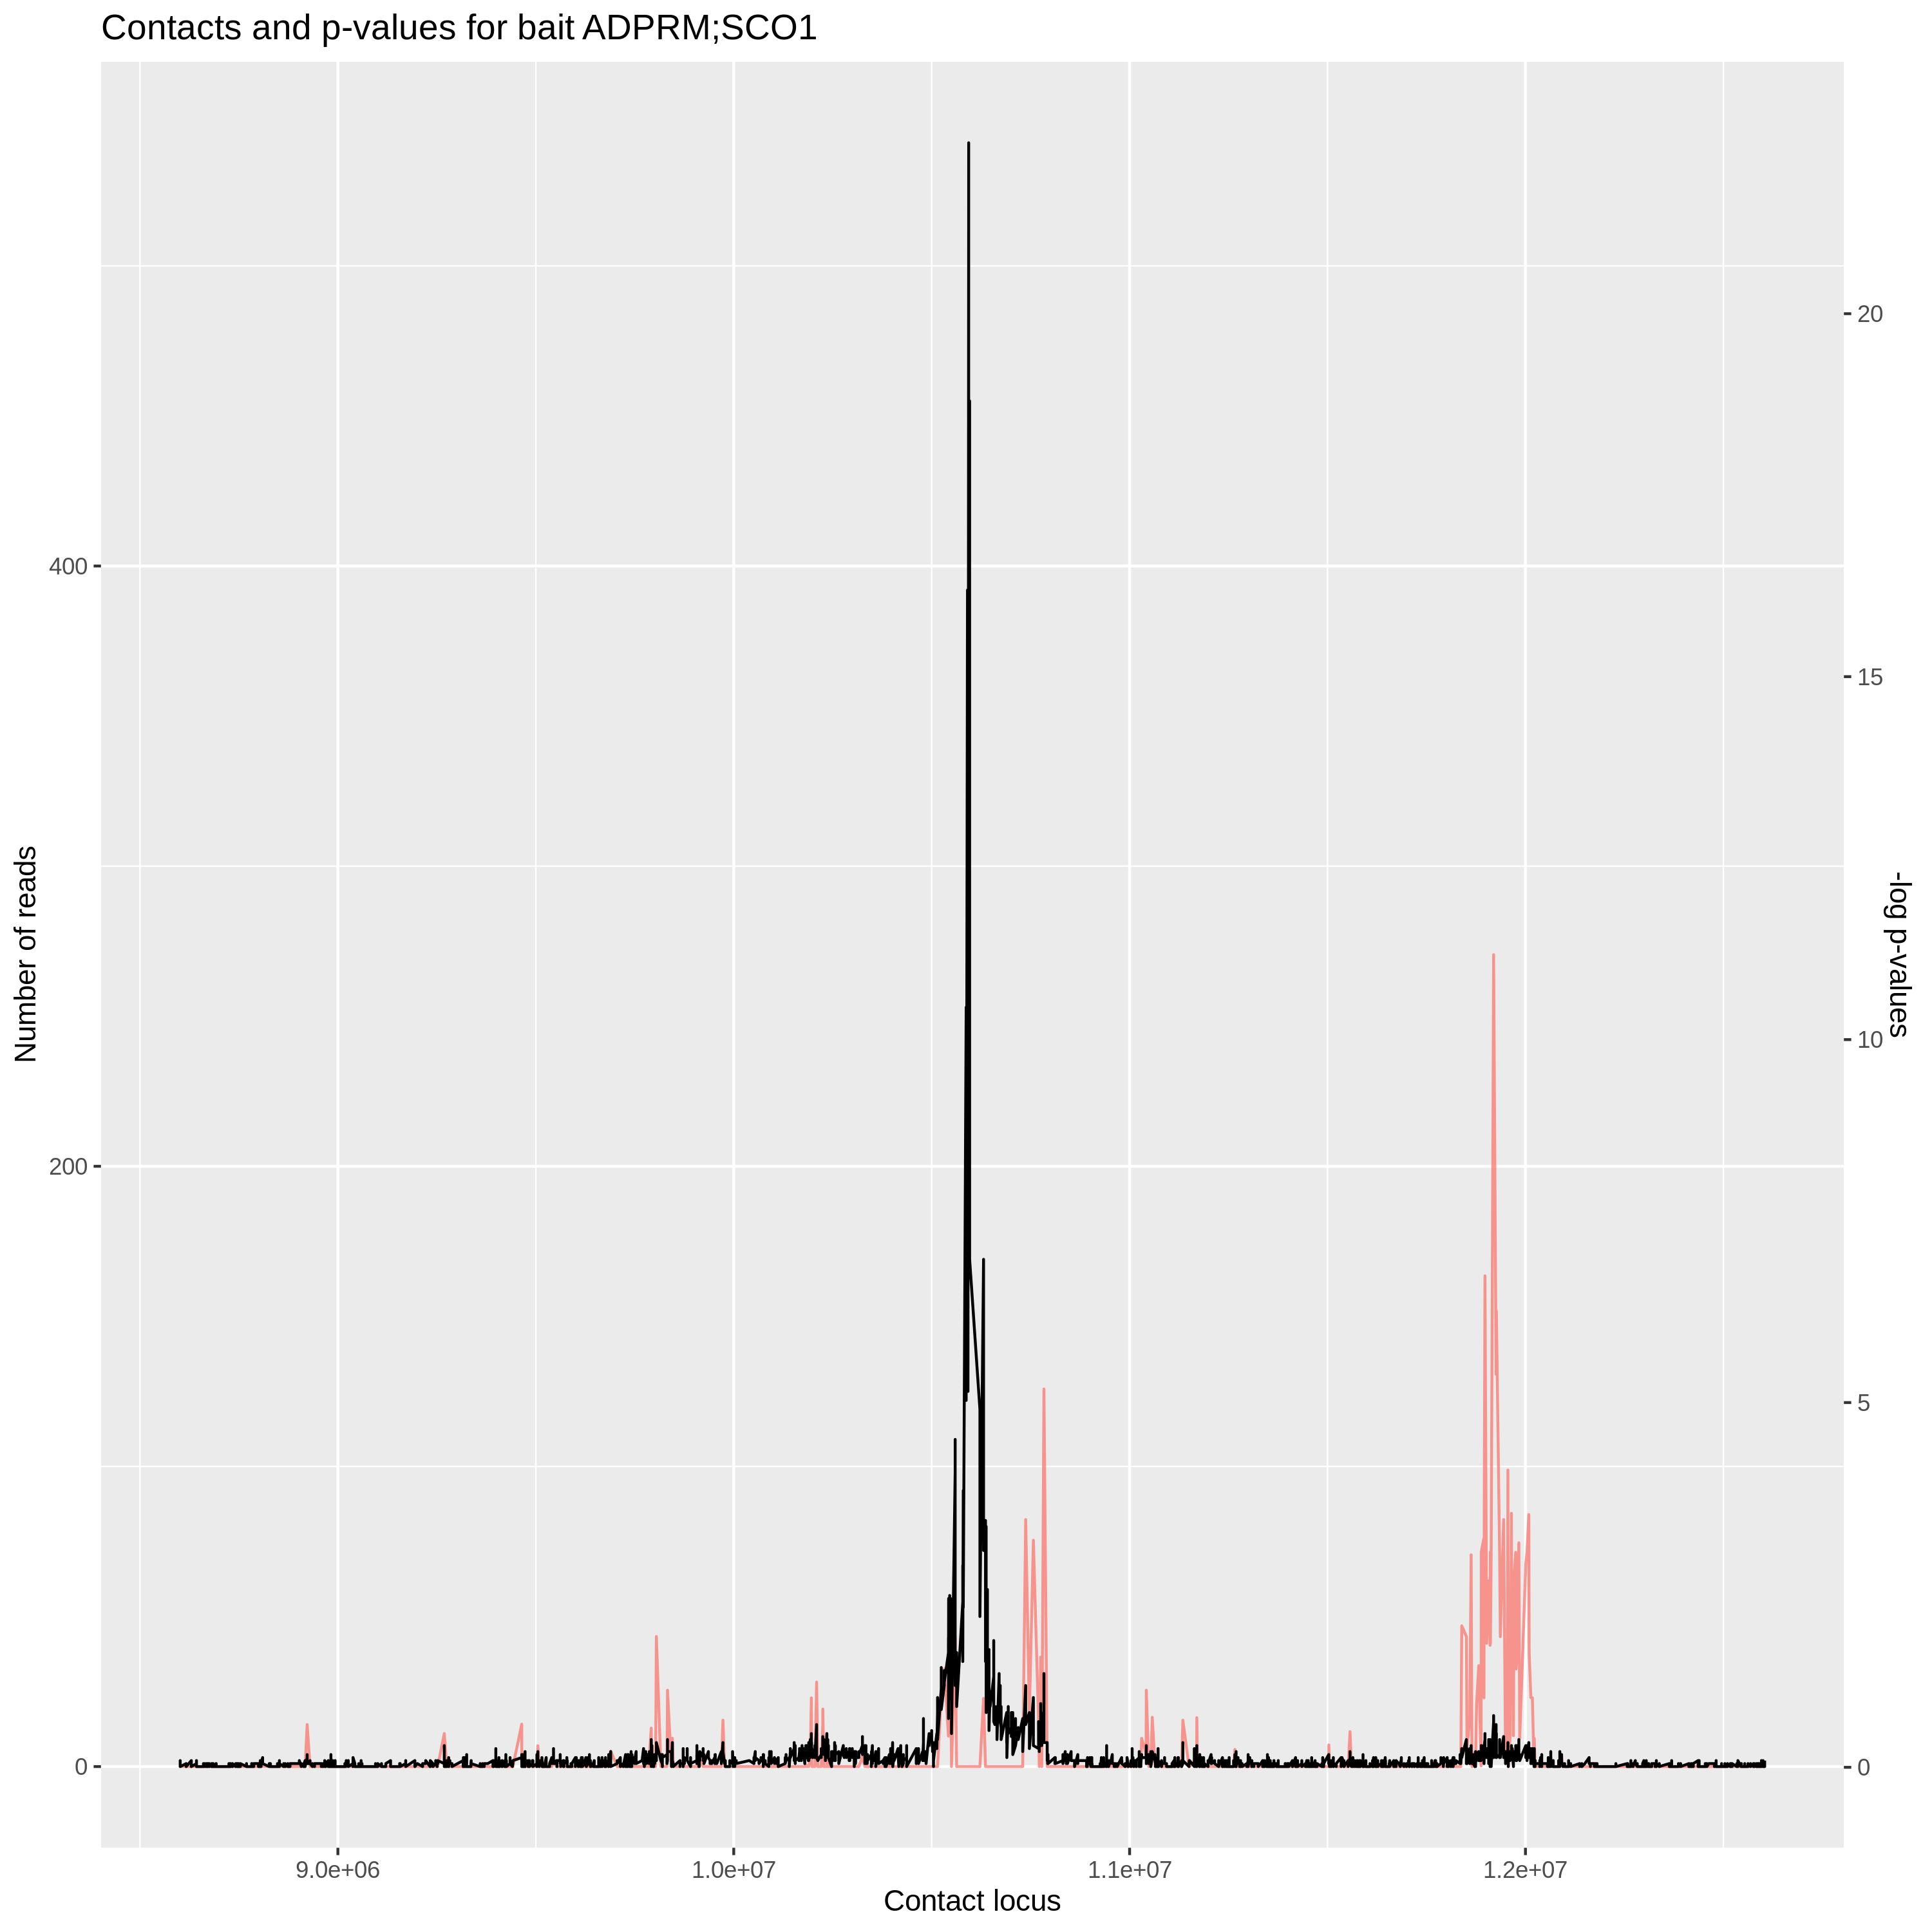 Contacts and p-values for bait ADPRM;SCO1
Number of reads
400
200
0
20
15
10
5
0
-log p-values
9.0e+06
1.0e+07
1.1e+07
1.2e+07
Contact locus